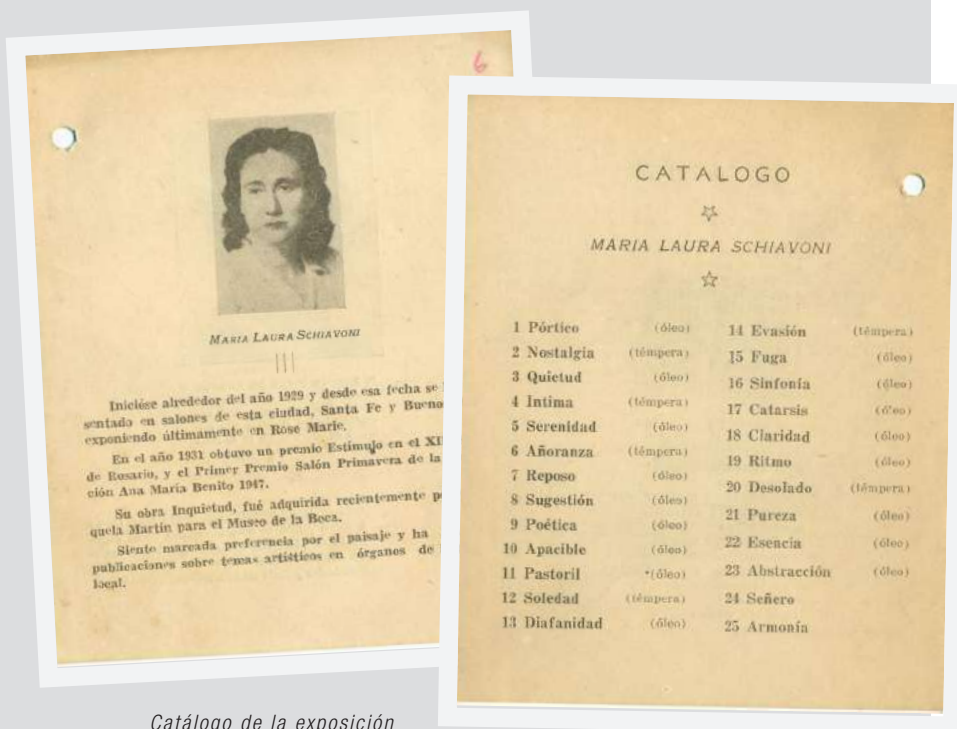 6
MARIA LAURA SCHIAVONI
Iniciése alrededor del año 1929 y desde esa fecha se
sentado en salones de esta ciudad, Santa Fe y Bueno
exponiendo últimamente en Rose Marie.
En el año 1931 obtuvo un premio Estímulo en el XI
de Rosario, y el Primer Premio Salón Primavera de la
ción Ana María Benito 1947.
Su obra Inquietud, fué adquirida recientemente p
quela Martín para el Museo de la Boca.
Siente marcada preferencia por el paisaje y ha
publicaciones sobre temas artísticos en órganos de
local.
CATALOGO
MARIA LAURA SCHIAVONI
1 Pórtico (óleo)
2 Nostalgia (témpera)
3 Quietud (óleo)
4 Intima (témpera)
5 Serenidad (óleo)
6 Añoranza (témpera)
7 Reposo (óleo)
8 Sugestión (óleo)
9 Poética (óleo)
10 Apacible (óleo)
11 Pastoril (óleo)
12 Soledad (témpera)
13 Diafanidad (óleo)
14 Evasión (témpera)
15 Fuga (óleo)
16 Sinfonía (óleo)
17 Catarsis (óleo)
18 Claridad (óleo)
19 Ritmo (óleo)
20 Desolado (témpera)
21 Pureza (óleo)
22 Esencia (óleo)
23 Abstracción (óleo)
24 Señero
25 Armonía
Catálogo de la exposición